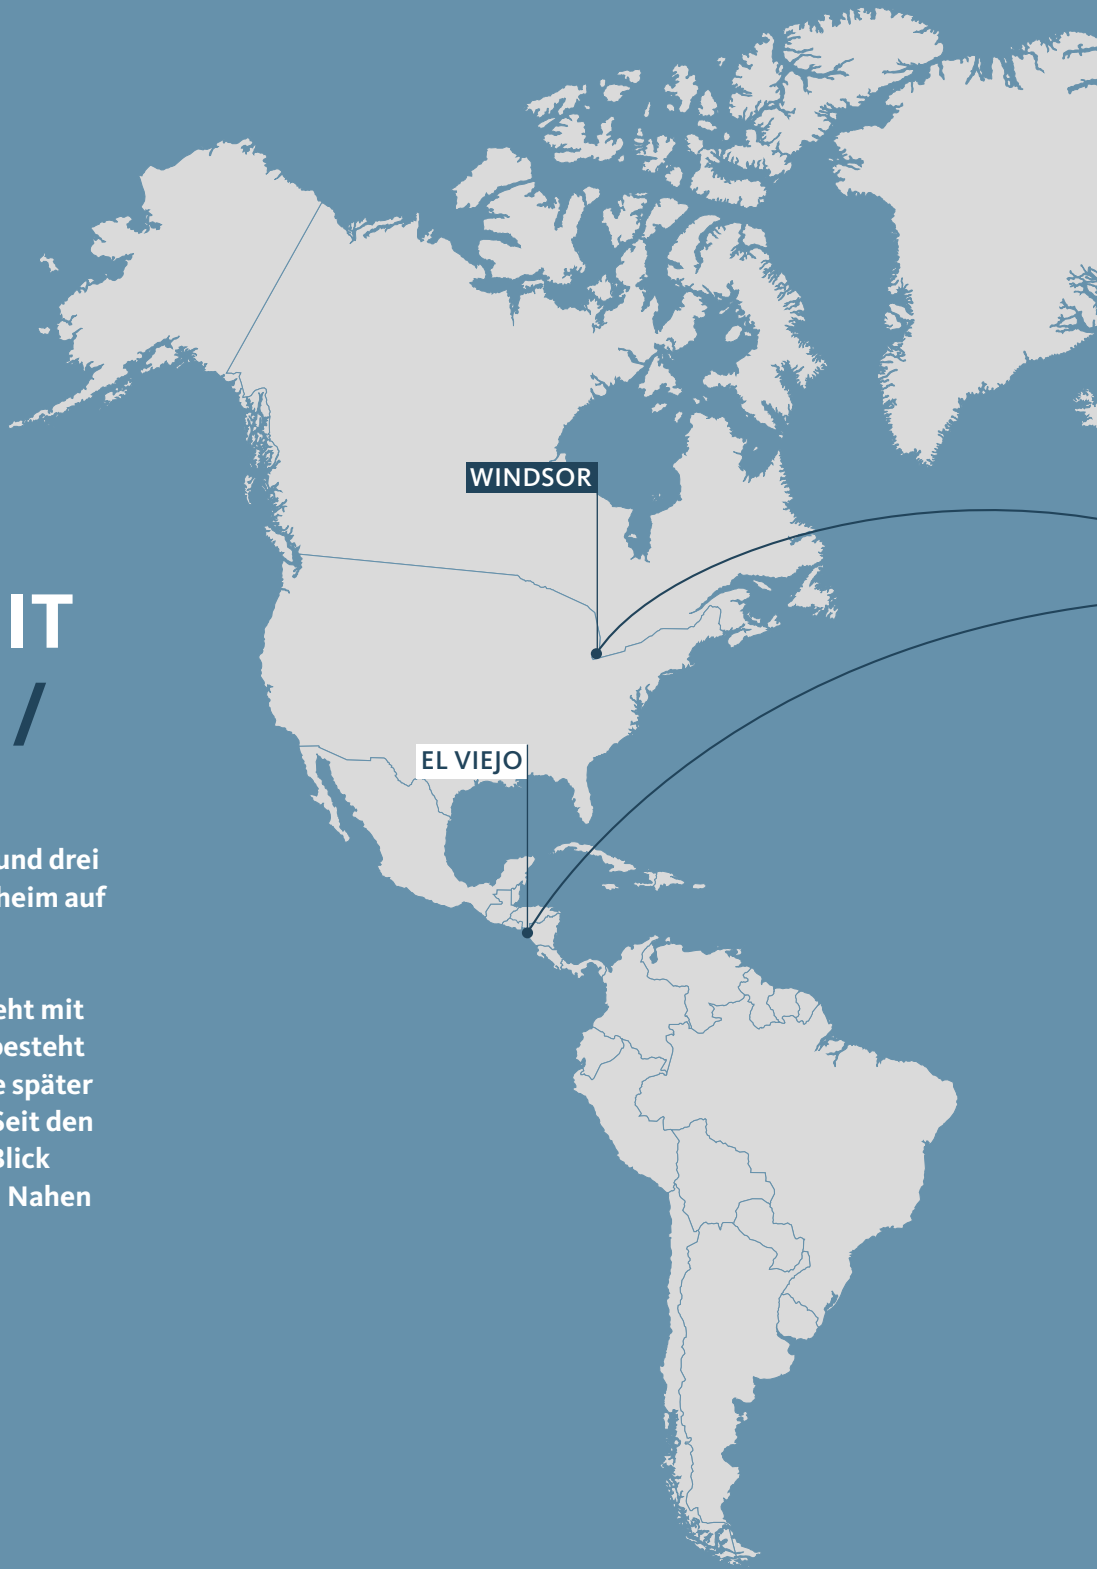 IT
/
und drei
heim auf
eht mit
besteht
e später
Seit den
Blick
Nahen
WINDSOR
EL VIEJO